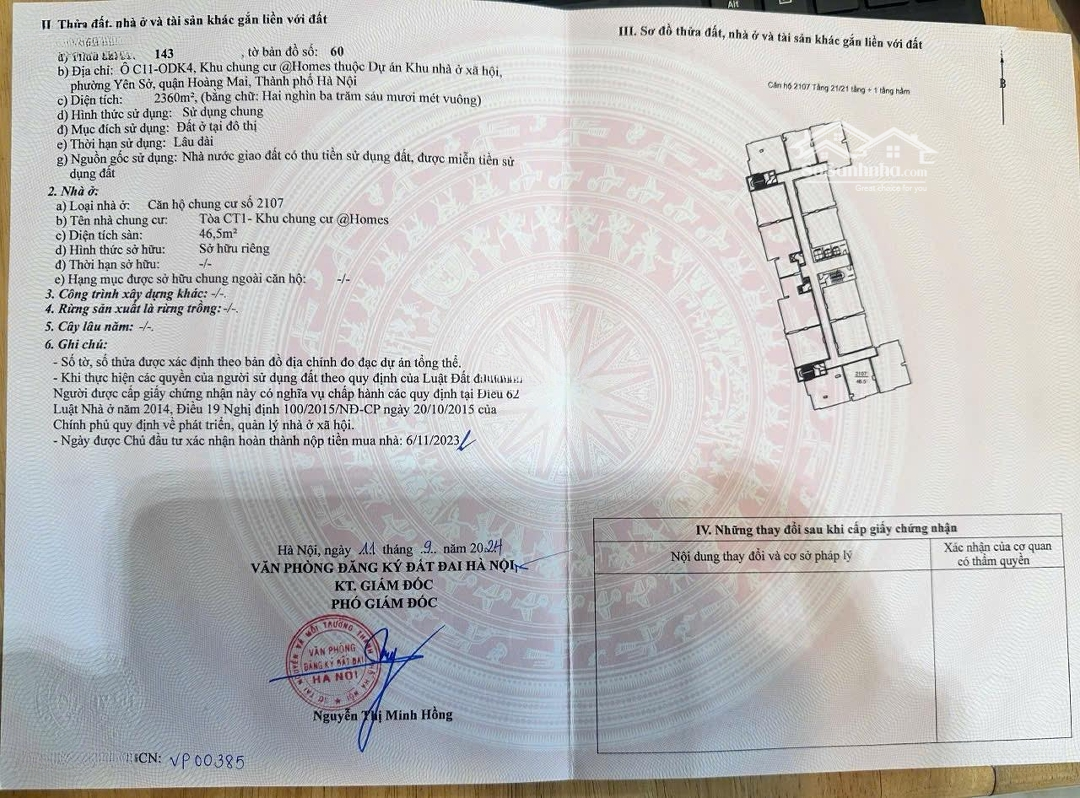 II Thửa đất, nhà ở và tài sản khác gắn liền với đất
143 , tờ bản đồ số: 60
b) Địa chỉ: Ô C11-ODK4, Khu chung cư @Homes thuộc Dự án Khu nhà ở xã hội,
phường Yên Sở, quận Hoàng Mai, Thành phố Hà Nội
c) Diện tích: 2360m², (bằng chữ: Hai nghìn ba trăm sáu mươi mét vuông)
d) Hình thức sử dụng: Sử dụng chung
đ) Mục đích sử dụng: Đất ở tại đô thị
e) Thời hạn sử dụng: Lâu dài
g) Nguồn gốc sử dụng: Nhà nước giao đất có thu tiền sử dụng đất, được miễn tiền sử
dụng đất
2. Nhà ở:
a) Loại nhà ở: Căn hộ chung cư số 2107
b) Tên nhà chung cư: Tòa CT1- Khu chung cư @Homes
c) Diện tích sàn: 46,5m²
d) Hình thức sở hữu: Sở hữu riêng
đ) Thời hạn sở hữu: -/-
e) Hạng mục được sở hữu chung ngoài căn hộ: -/-
3. Công trình xây dựng khác: -/-.
4. Rừng sản xuất là rừng trồng: -/-.
5. Cây lâu năm: -/-.
6. Ghi chú:
- Số tờ, số thửa được xác định theo bản đồ địa chính đo đạc dự án tổng thể.
- Khi thực hiện các quyền của người sử dụng đất theo quy định của Luật Đất
Người được cấp giấy chứng nhận này có nghĩa vụ chấp hành các quy định tại Điều 62
Luật Nhà ở năm 2014, Điều 19 Nghị định 100/2015/NĐ-CP ngày 20/10/2015 của
Chính phủ quy định về phát triển, quản lý nhà ở xã hội.
- Ngày được Chủ đầu tư xác nhận hoàn thành nộp tiền mua nhà: 6/11/2023
Hà Nội, ngày 11 tháng 9 năm 2024
VĂN PHÒNG ĐĂNG KÝ ĐẤT ĐAI HÀ NỘI
KT. GIÁM ĐỐC
PHÓ GIÁM ĐỐC
VĂN PHÒNG
ĐĂNG KÝ ĐẤT ĐAI
HÀ NỘI
Nguyễn Thị Minh Hồng
CN: VP00385
III. Sơ đồ thửa đất, nhà ở và tài sản khác gắn liền với đất
Căn hộ 2107 Tầng 21/21 tầng + 1 tầng hầm
B
Great choice for you
2107
46.5
IV. Những thay đổi sau khi cấp giấy chứng nhận
Nội dung thay đổi và cơ sở pháp lý
Xác nhận của cơ quan
có thẩm quyền